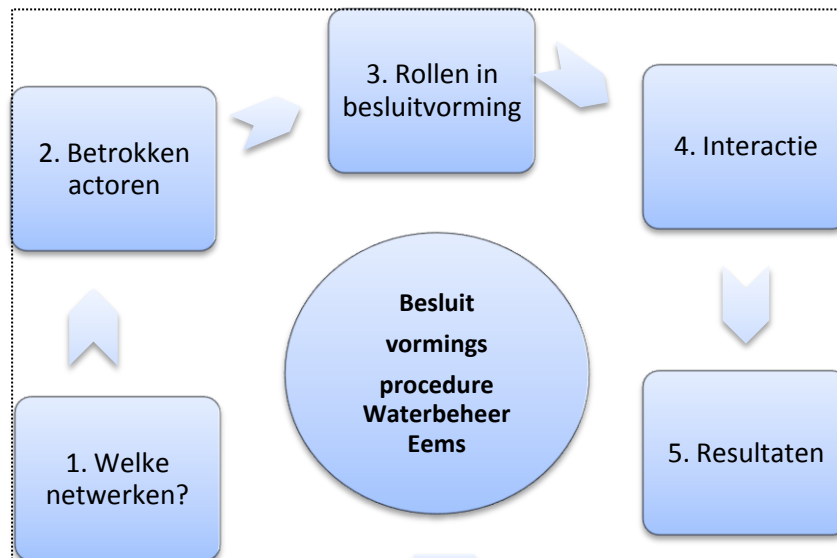 1. Welke
netwerken?
2. Betrokken
actoren
3. Rollen in
besluitvorming
4. Interactie
5. Resultaten
Besluit
vormings
procedure
Waterbeheer
Eems